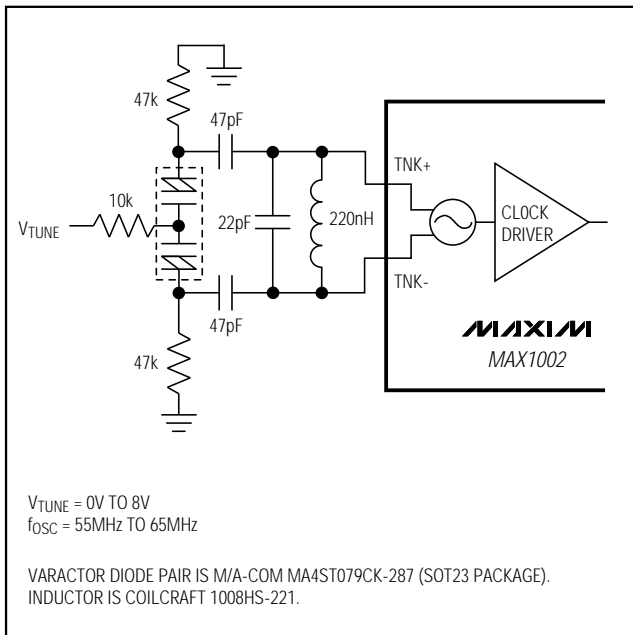 47k
47pF
10k
VTUNE
22pF
220nH
TNK+
TNK-
CLOCK
DRIVER
47pF
47k
MAXIM
MAX1002
VTUNE = 0V TO 8V
fOSC = 55MHz TO 65MHz
VARACTOR DIODE PAIR IS M/A-COM MA4ST079CK-287 (SOT23 PACKAGE).
INDUCTOR IS COILCRAFT 1008HS-221.